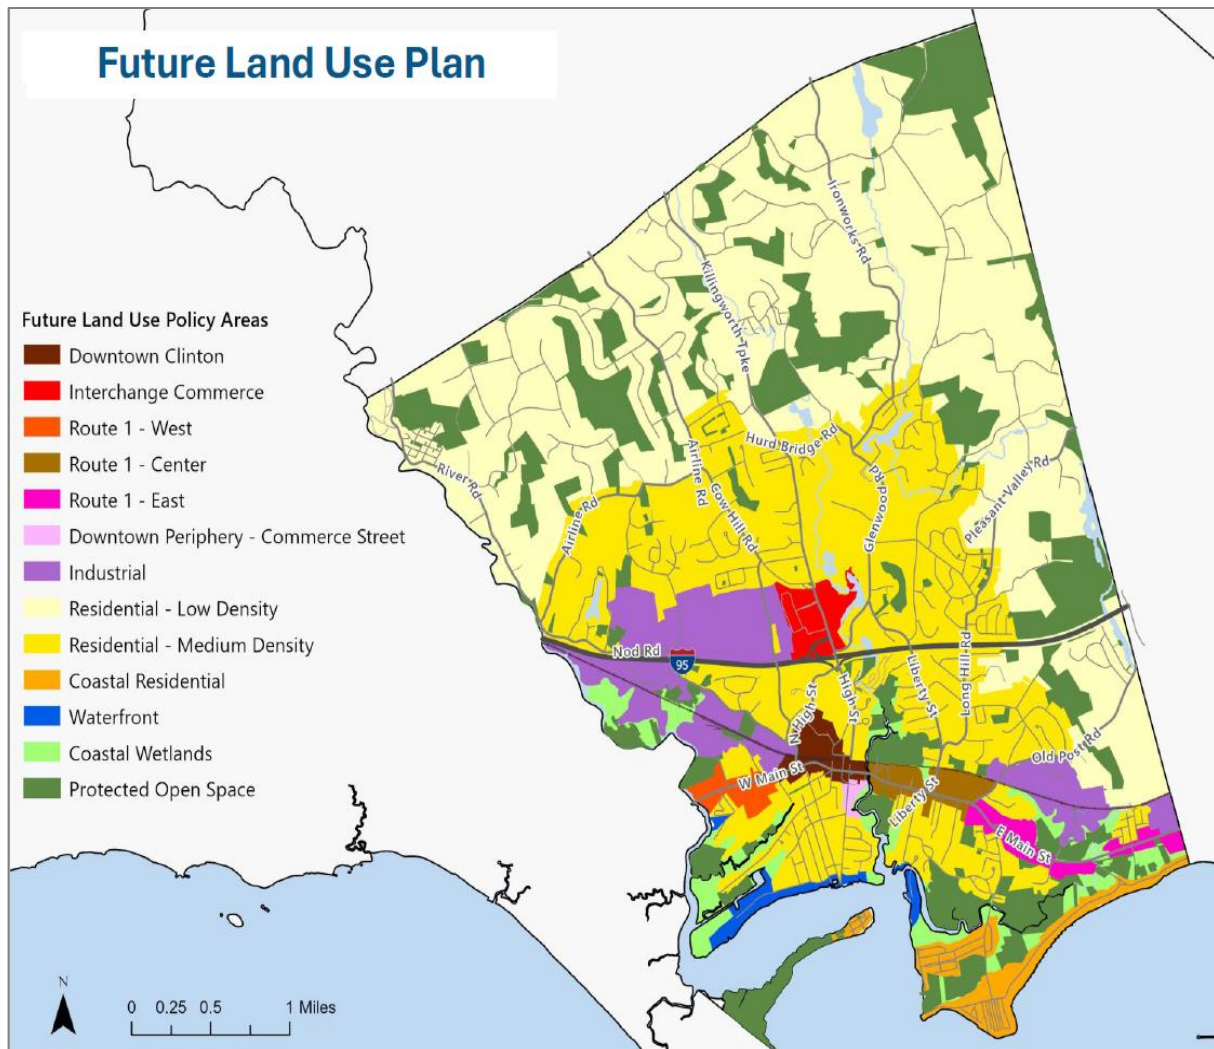 Future Land Use Plan
Future Land Use Policy Areas
Downtown Clinton
Interchange Commerce
Route 1 - West
Route 1 - Center
Route 1 - East
Downtown Periphery - Commerce Street
Industrial
Residential - Low Density
Residential - Medium Density
Coastal Residential
Waterfront
Coastal Wetlands
Protected Open Space
Ironworks Rd
Killingworth Tpke
Hurd Bridge Rd
Airline Rd
Cow Hill Rd
River Rd
Airline Rd
Glenwood Rd
Pleasant Valley Rd
Nod Rd
95
Liberty St
Long Hill Rd
N High St
High St
Old Post Rd
W Main St
Liberty St
E Main St
N
0 0.25 0.5 1 Miles